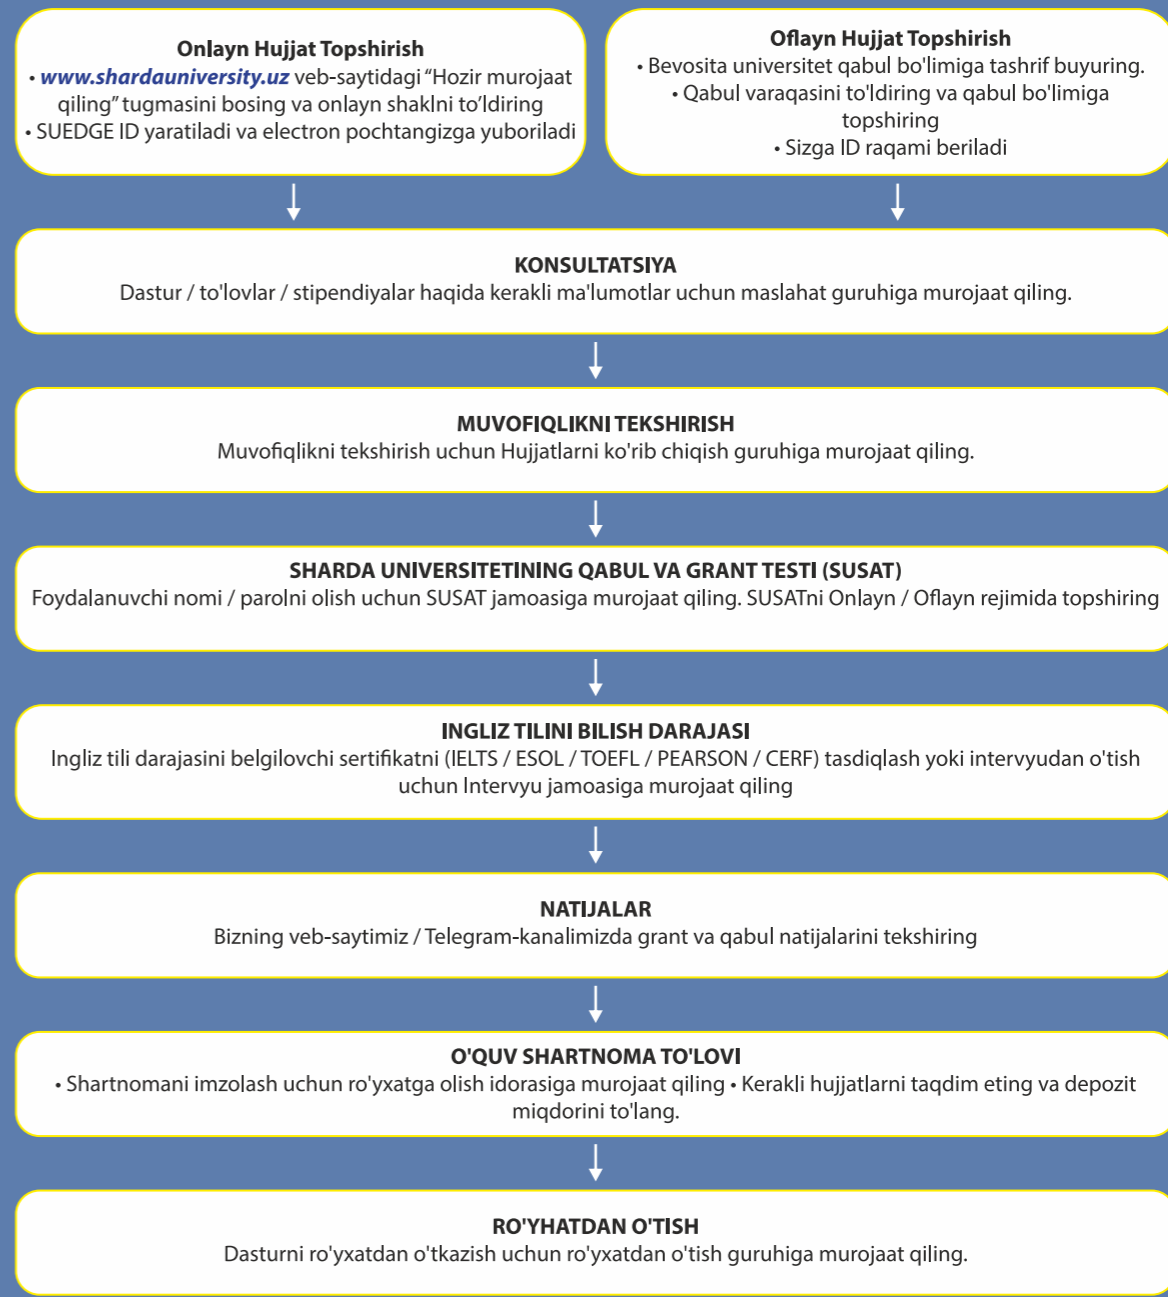 Onlayn Hujjat Topshirish
• www.shardauniversity.uz veb-saytidagi “Hozir murojaat
qiling” tugmasini bosing va onlayn shaklni to’ldiring
• SUEDGE ID yaratiladi va electron pochtangizga yuboriladi
Oflayn Hujjat Topshirish
• Bevosita universitet qabul bo'limiga tashrif buyuring.
• Qabul varaqasini to'ldiring va qabul bo'limiga
topshiring
• Sizga ID raqami beriladi
KONSULTATSIYA
Dastur / to'lovlar / stipendiyalar haqida kerakli ma'lumotlar uchun maslahat guruhiga murojaat qiling.
MUVOFIQLIKNI TEKSHIRISH
Muvofiqlikni tekshirish uchun Hujjatlarni ko'rib chiqish guruhiga murojaat qiling.
SHARDA UNIVERSITETINING QABUL VA GRANT TESTI (SUSAT)
Foydalanuvchi nomi / parolni olish uchun SUSAT jamoasiga murojaat qiling. SUSATni Onlayn / Oflayn rejimida topshiring
INGLIZ TILINI BILISH DARAJASI
Ingliz tili darajasini belgilovchi sertifikatni (IELTS / ESOL / TOEFL / PEARSON / CERF) tasdiqlash yoki intervyudan o'tish
uchun Intervyu jamoasiga murojaat qiling
NATIJALAR
Bizning veb-saytimiz / Telegram-kanalimizda grant va qabul natijalarini tekshiring
O'QUV SHARTNOMA TO'LOVI
• Shartnomani imzolash uchun ro'yxatga olish idorasiga murojaat qiling • Kerakli hujjatlarni taqdim eting va depozit
miqdorini to'lang.
RO'YHATDAN O'TISH
Dasturni ro'yxatdan o'tkazish uchun ro'yxatdan o'tish guruhiga murojaat qiling.